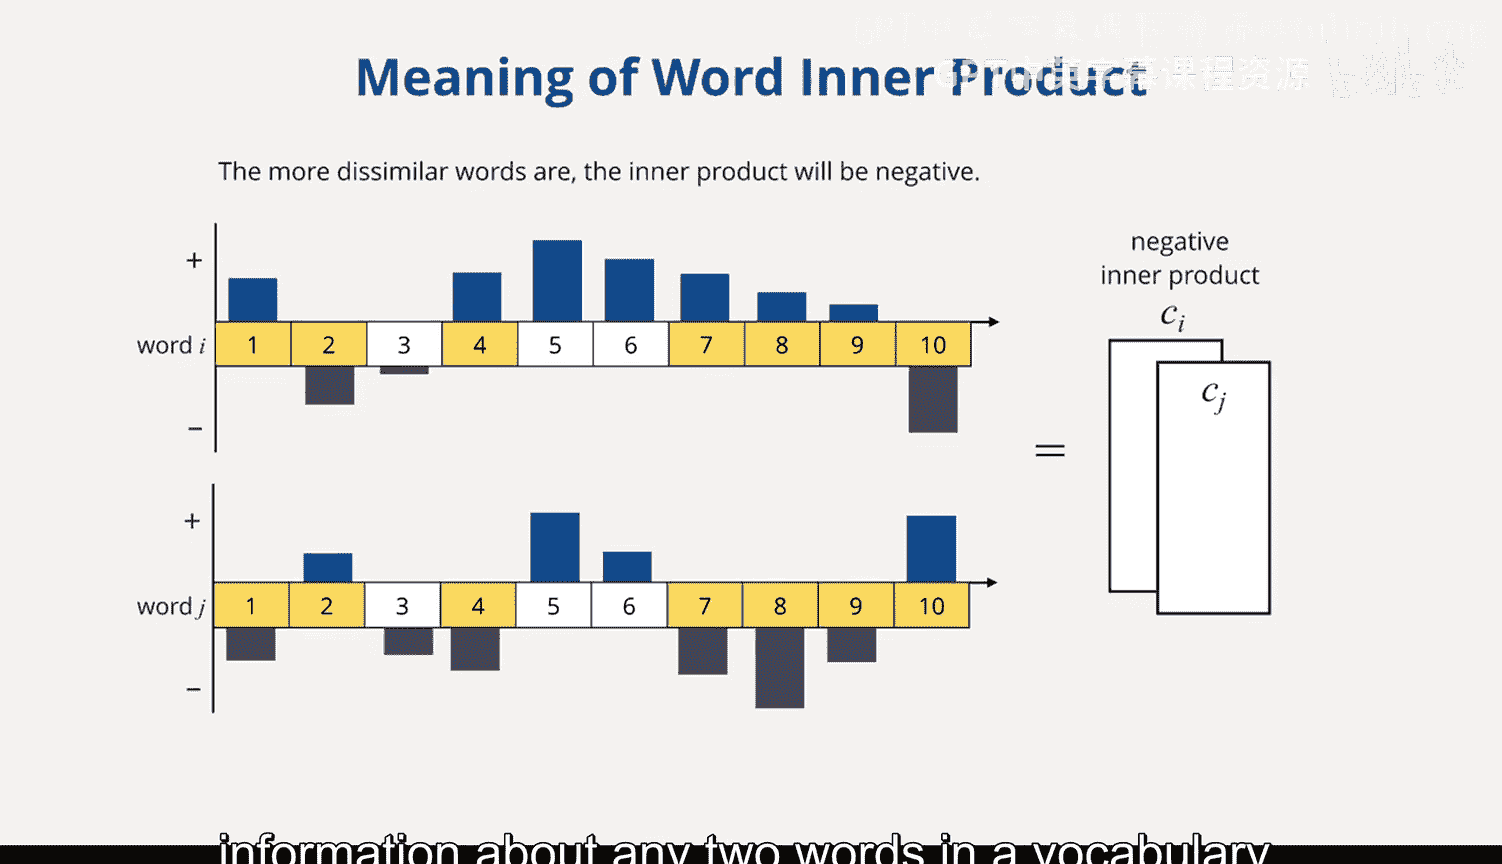 Meaning of Word Inner Product
The more dissimilar words are, the inner product will be negative.
negative
inner product
c_i
c_j
+
word i 1 2 3 4 5 6 7 8 9 10
−
=
+
word j 1 2 3 4 5 6 7 8 9 10
−
information about any two words in a vocabulary